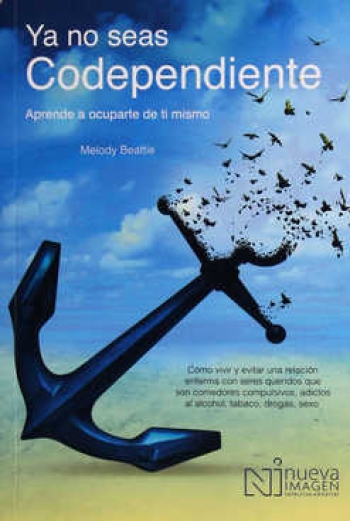 Ya no seas
Codependiente
Aprende a ocuparte de ti mismo
Melody Beattie
Cómo vivir y evitar una relación
enferma con seres queridos que
son comedores compulsivos, adictos
al alcohol, tabaco, drogas, sexo
nueva
IMAGEN